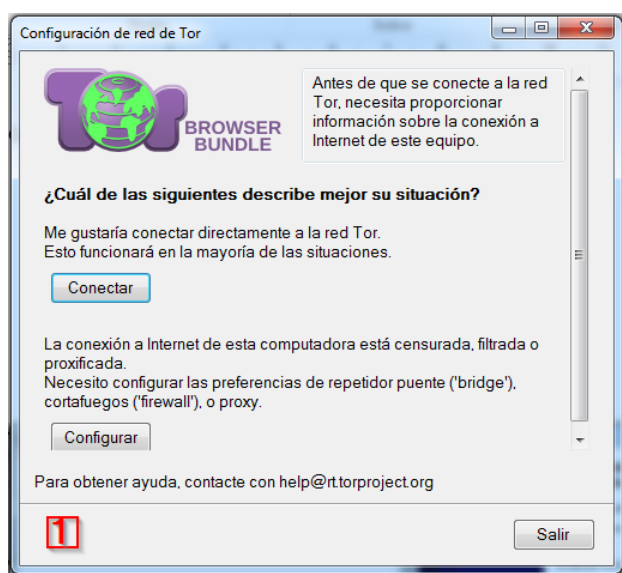 Configuración de red de Tor
Tor
BROWSER
BUNDLE
Antes de que se conecte a la red
Tor, necesita proporcionar
información sobre la conexión a
Internet de este equipo.
¿Cuál de las siguientes describe mejor su situación?
Me gustaría conectar directamente a la red Tor.
Esto funcionará en la mayoría de las situaciones.
Conectar
La conexión a Internet de esta computadora está censurada, filtrada o
proxificada.
Necesito configurar las preferencias de repetidor puente ('bridge'),
cortafuegos ('firewall'), o proxy.
Configurar
Para obtener ayuda, contacte con help@rt.torproject.org
1
Salir